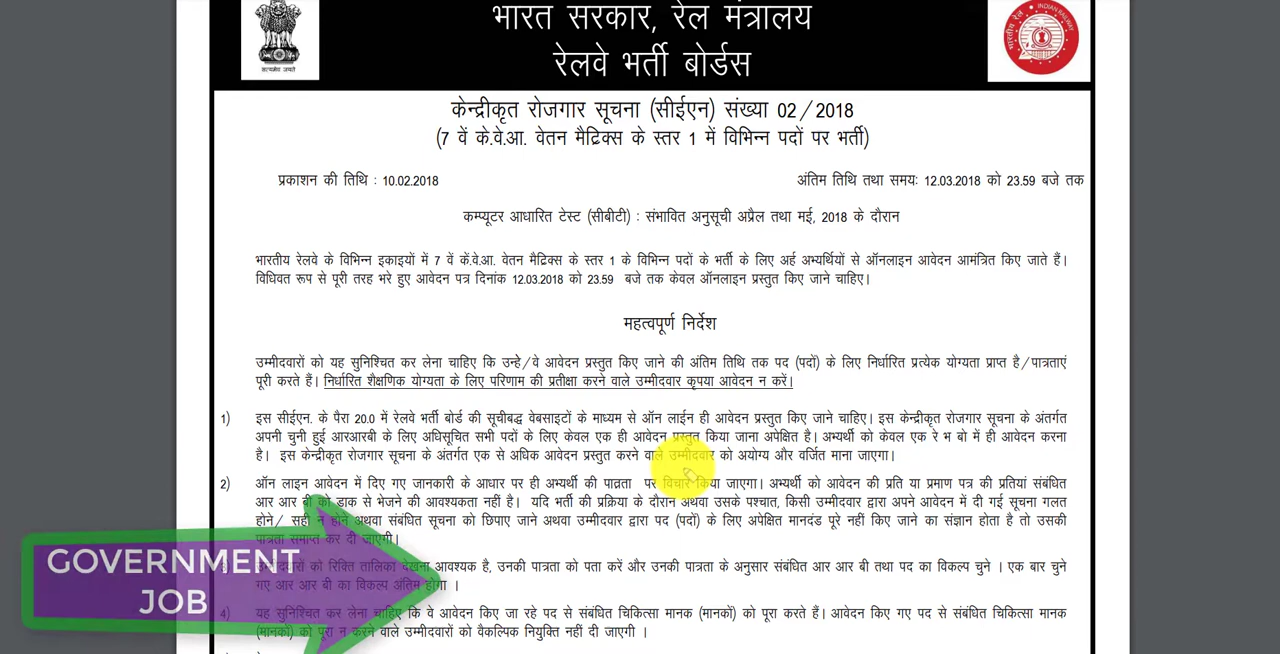 भारत सरकार, रेल मंत्रालय
रेलवे भर्ती बोर्डस
सत्यमेव जयते
भारतीय रेल
INDIAN RAILWAY
केन्द्रीकृत रोजगार सूचना (सीईएन) संख्या 02/2018
(7 वें के.वे.आ. वेतन मैट्रिक्स के स्तर 1 में विभिन्न पदों पर भर्ती)
प्रकाशन की तिथि : 10.02.2018
अंतिम तिथि तथा समयः 12.03.2018 को 23.59 बजे तक
कम्प्यूटर आधारित टेस्ट (सीबीटी) : संभावित अनुसूची अप्रैल तथा मई, 2018 के दौरान
भारतीय रेलवे के विभिन्न इकाइयों में 7 वें कें.वे.आ. वेतन मैट्रिक्स के स्तर 1 के विभिन्न पदों के भर्ती के लिए अर्ह अभ्यर्थियों से ऑनलाइन आवेदन आमंत्रित किए जाते हैं।
विधिवत रूप से पूरी तरह भरे हुए आवेदन पत्र दिनांक 12.03.2018 को 23.59 बजे तक केवल ऑनलाइन प्रस्तुत किए जाने चाहिए।
महत्वपूर्ण निर्देश
उम्मीदवारों को यह सुनिश्चित कर लेना चाहिए कि उन्हे/वे आवेदन प्रस्तुत किए जाने की अंतिम तिथि तक पद (पदों) के लिए निर्धारित प्रत्येक योग्यता प्राप्त है/पात्रताएं
पूरी करते हैं। निर्धारित शैक्षणिक योग्यता के लिए परिणाम की प्रतीक्षा करने वाले उम्मीदवार कृपया आवेदन न करें।
1) इस सीईएन. के पैरा 20.0 में रेलवे भर्ती बोर्ड की सूचीबद्ध वेबसाइटों के माध्यम से ऑन लाईन ही आवेदन प्रस्तुत किए जाने चाहिए। इस केन्द्रीकृत रोजगार सूचना के अंतर्गत
अपनी चुनी हुई आरआरबी के लिए अधिसूचित सभी पदों के लिए केवल एक ही आवेदन प्रस्तुत किया जाना अपेक्षित है। अभ्यर्थी को केवल एक रे भ बो में ही आवेदन करना
है। इस केन्द्रीकृत रोजगार सूचना के अंतर्गत एक से अधिक आवेदन प्रस्तुत करने वाले उम्मीदवार को अयोग्य और वर्जित माना जाएगा।
2) ऑन लाइन आवेदन में दिए गए जानकारी के आधार पर ही अभ्यर्थी की पात्रता पर विचार किया जाएगा। अभ्यर्थी को आवेदन की प्रति या प्रमाण पत्र की प्रतियां संबंधित
आर आर बी को डाक से भेजने की आवश्यकता नहीं है। यदि भर्ती की प्रक्रिया के दौरान अथवा उसके पश्चात, किसी उम्मीदवार द्वारा अपने आवेदन में दी गई सूचना गलत
होने/ सही न होने अथवा संबंधित सूचना को छिपाए जाने अथवा उम्मीदवार द्वारा पद (पदों) के लिए अपेक्षित मानदंड पूरे नहीं किए जाने का संज्ञान होता है तो उसकी
पात्रता समाप्त कर दी जाएगी।
उम्मीदवारों को रिक्ति तालिका देखना आवश्यक है, उनकी पात्रता को पता करें और उनकी पात्रता के अनुसार संबंधित आर आर बी तथा पद का विकल्प चुने । एक बार चुने
गए आर आर बी का विकल्प अंतिम होगा ।
4) यह सुनिश्चित कर लेना चाहिए कि वे आवेदन किए जा रहे पद से संबंधित चिकित्सा मानक (मानकों) को पूरा करते हैं। आवेदन किए गए पद से संबंधित चिकित्सा मानक
(मानकों) को पूरा न करने वाले उम्मीदवारों को वैकल्पिक नियुक्ति नहीं दी जाएगी ।
GOVERNMENT
JOB